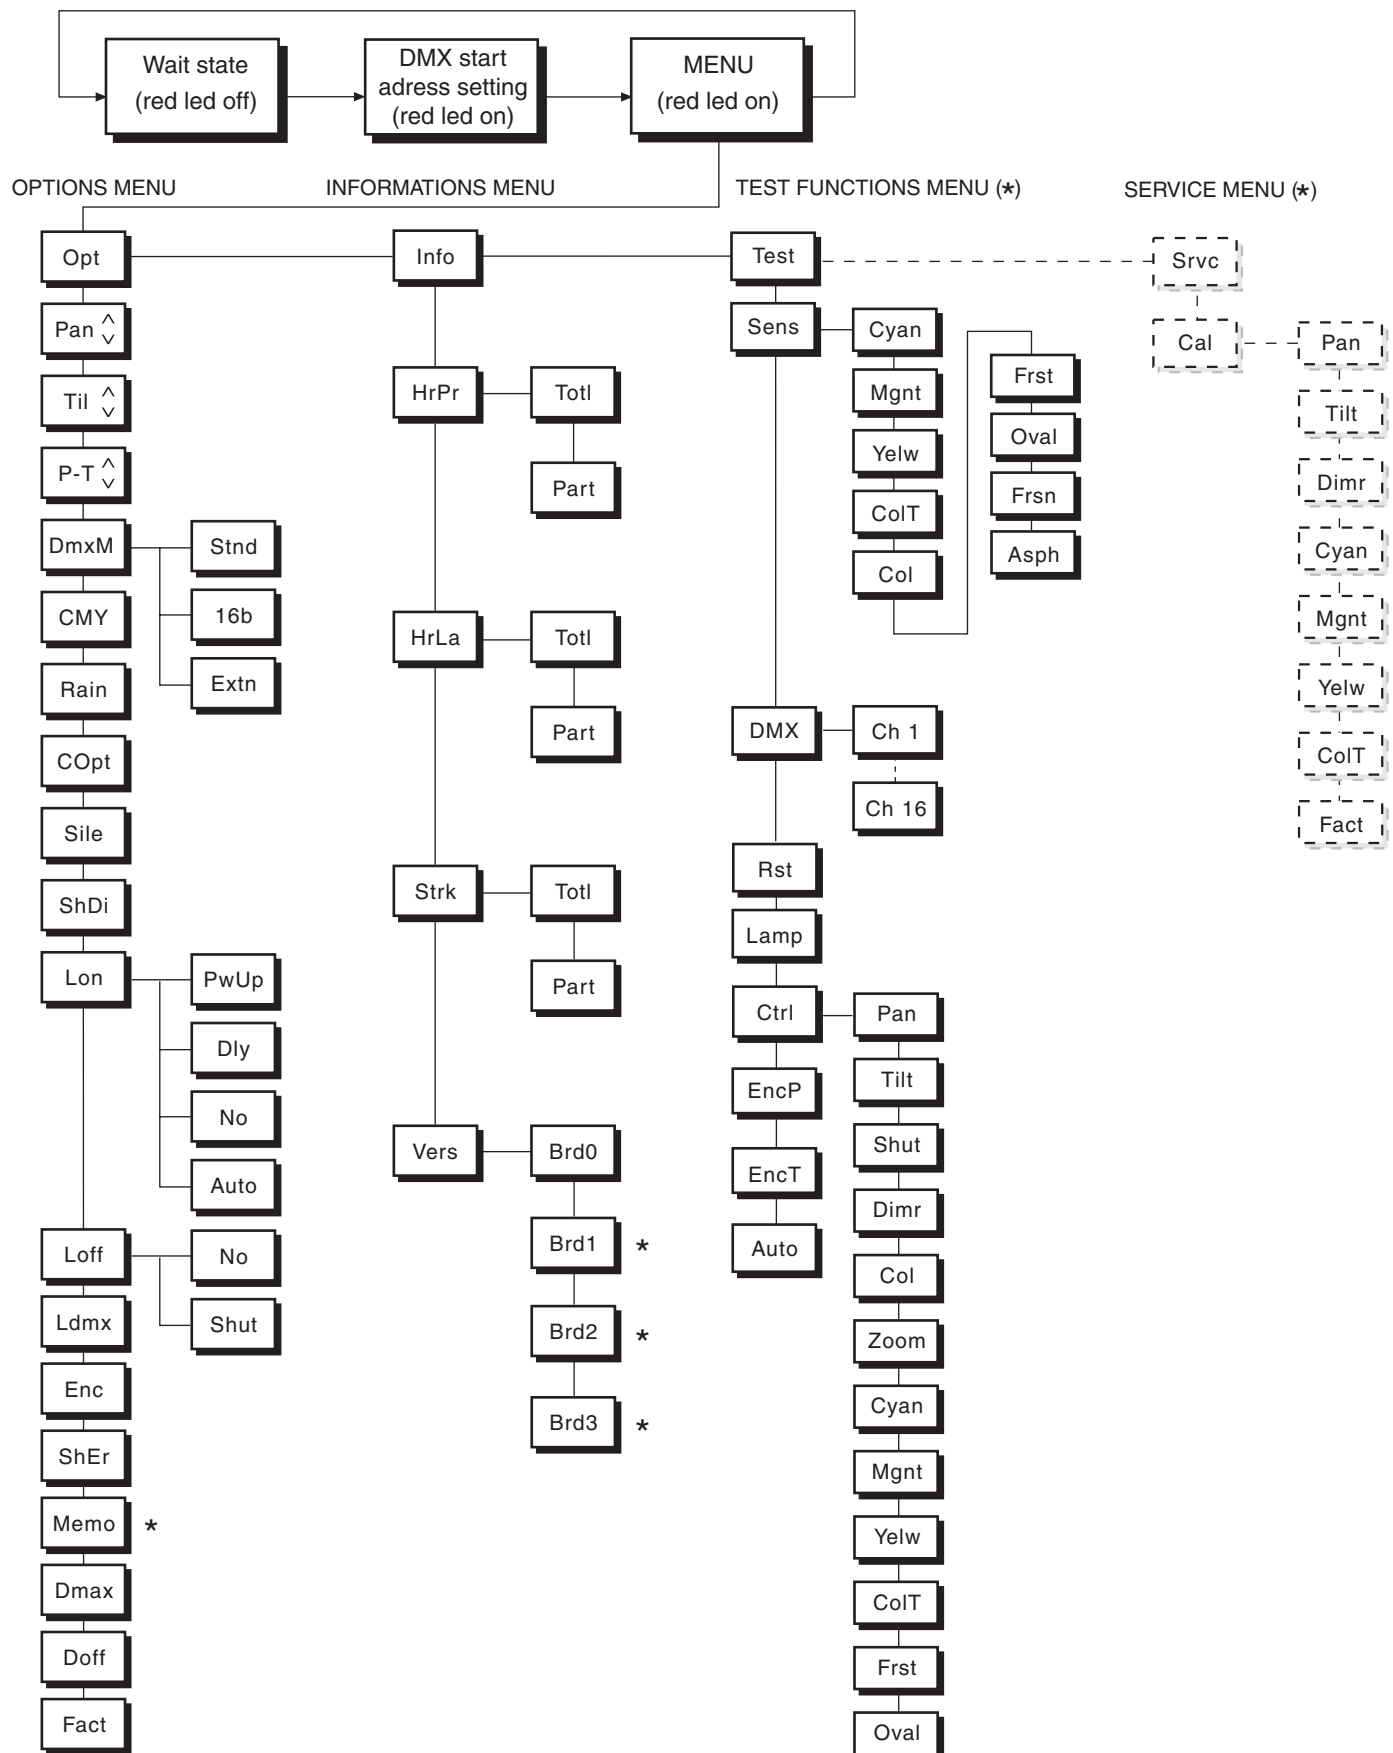 Wait state
(red led off)
DMX start
adress setting
(red led on)
MENU
(red led on)
OPTIONS MENU
INFORMATIONS MENU
TEST FUNCTIONS MENU (*)
SERVICE MENU (*)
Opt
Pan
Til
P-T
DmxM
Stnd
16b
Extn
CMY
Rain
COpt
Sile
ShDi
Lon
PwUp
Dly
No
Auto
Loff
No
Shut
Ldmx
Enc
ShEr
Memo *
Dmax
Doff
Fact
Info
HrPr
Totl
Part
HrLa
Totl
Part
Strk
Totl
Part
Vers
Brd0
Brd1 *
Brd2 *
Brd3 *
Test
Sens
Cyan
Mgnt
Yelw
ColT
Col
Frst
Oval
Frsn
Asph
DMX
Ch 1
Ch 16
Rst
Lamp
Ctrl
Pan
Tilt
Shut
Dimr
Col
Zoom
Cyan
Mgnt
Yelw
ColT
Frst
Oval
EncP
EncT
Auto
Srvc
Cal
Pan
Tilt
Dimr
Cyan
Mgnt
Yelw
ColT
Fact